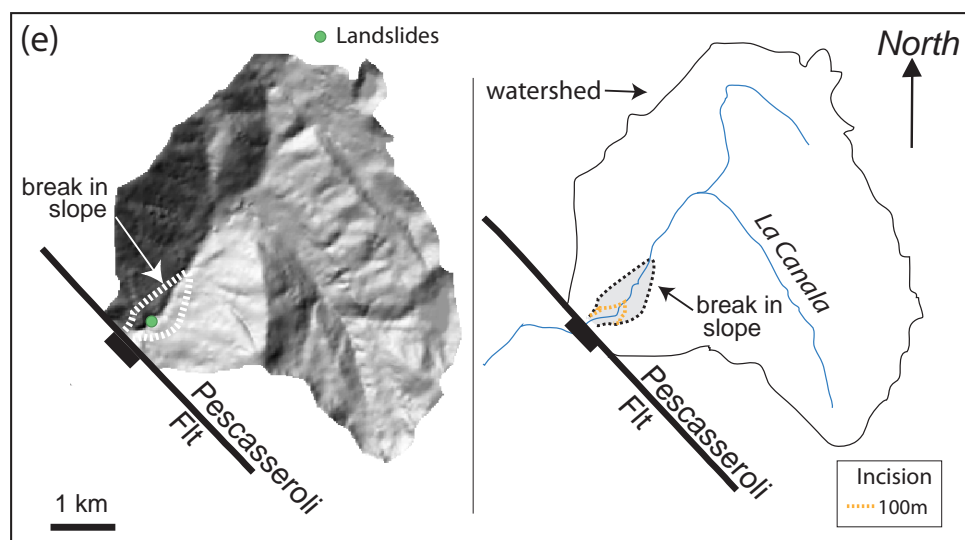 (e)
Landslides
break in
slope
Pescasseroli
Flt
1 km
North
watershed
La Canala
break in
slope
Pescasseroli
Flt
Incision
100m